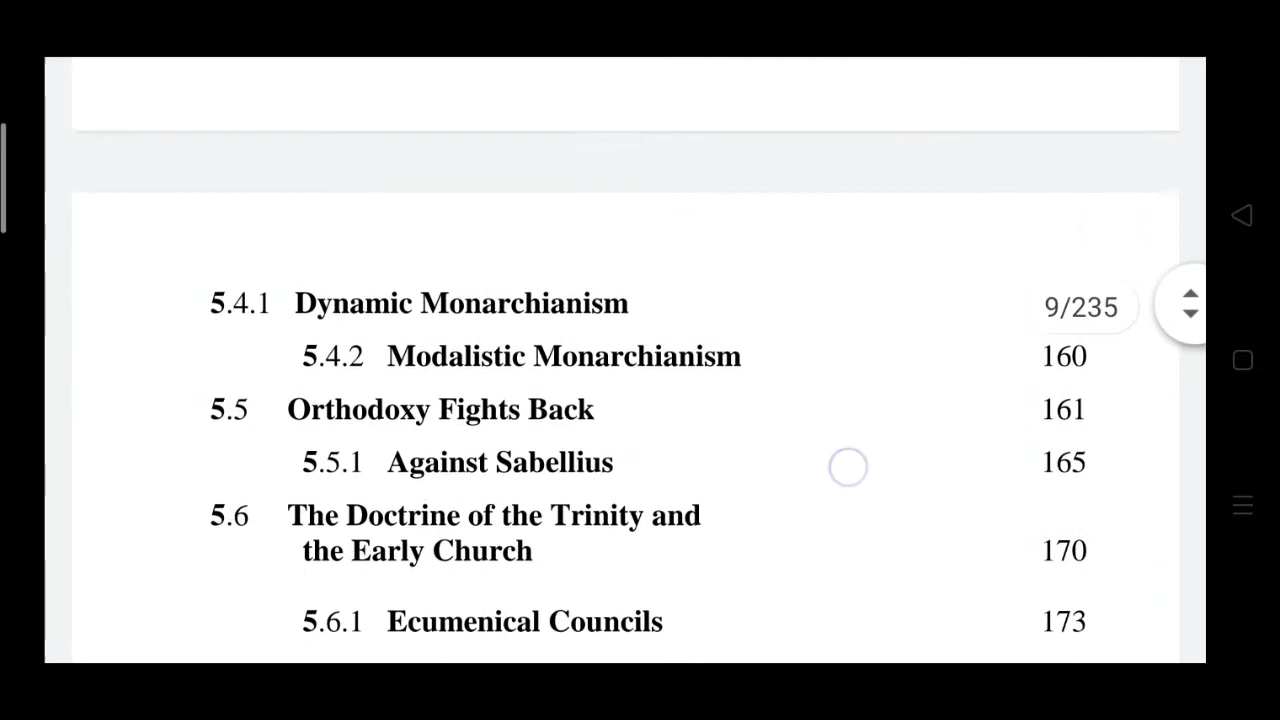 5.4.1 Dynamic Monarchianism 9/235
5.4.2 Modalistic Monarchianism 160
5.5 Orthodoxy Fights Back 161
5.5.1 Against Sabellius 165
5.6 The Doctrine of the Trinity and
the Early Church 170
5.6.1 Ecumenical Councils 173